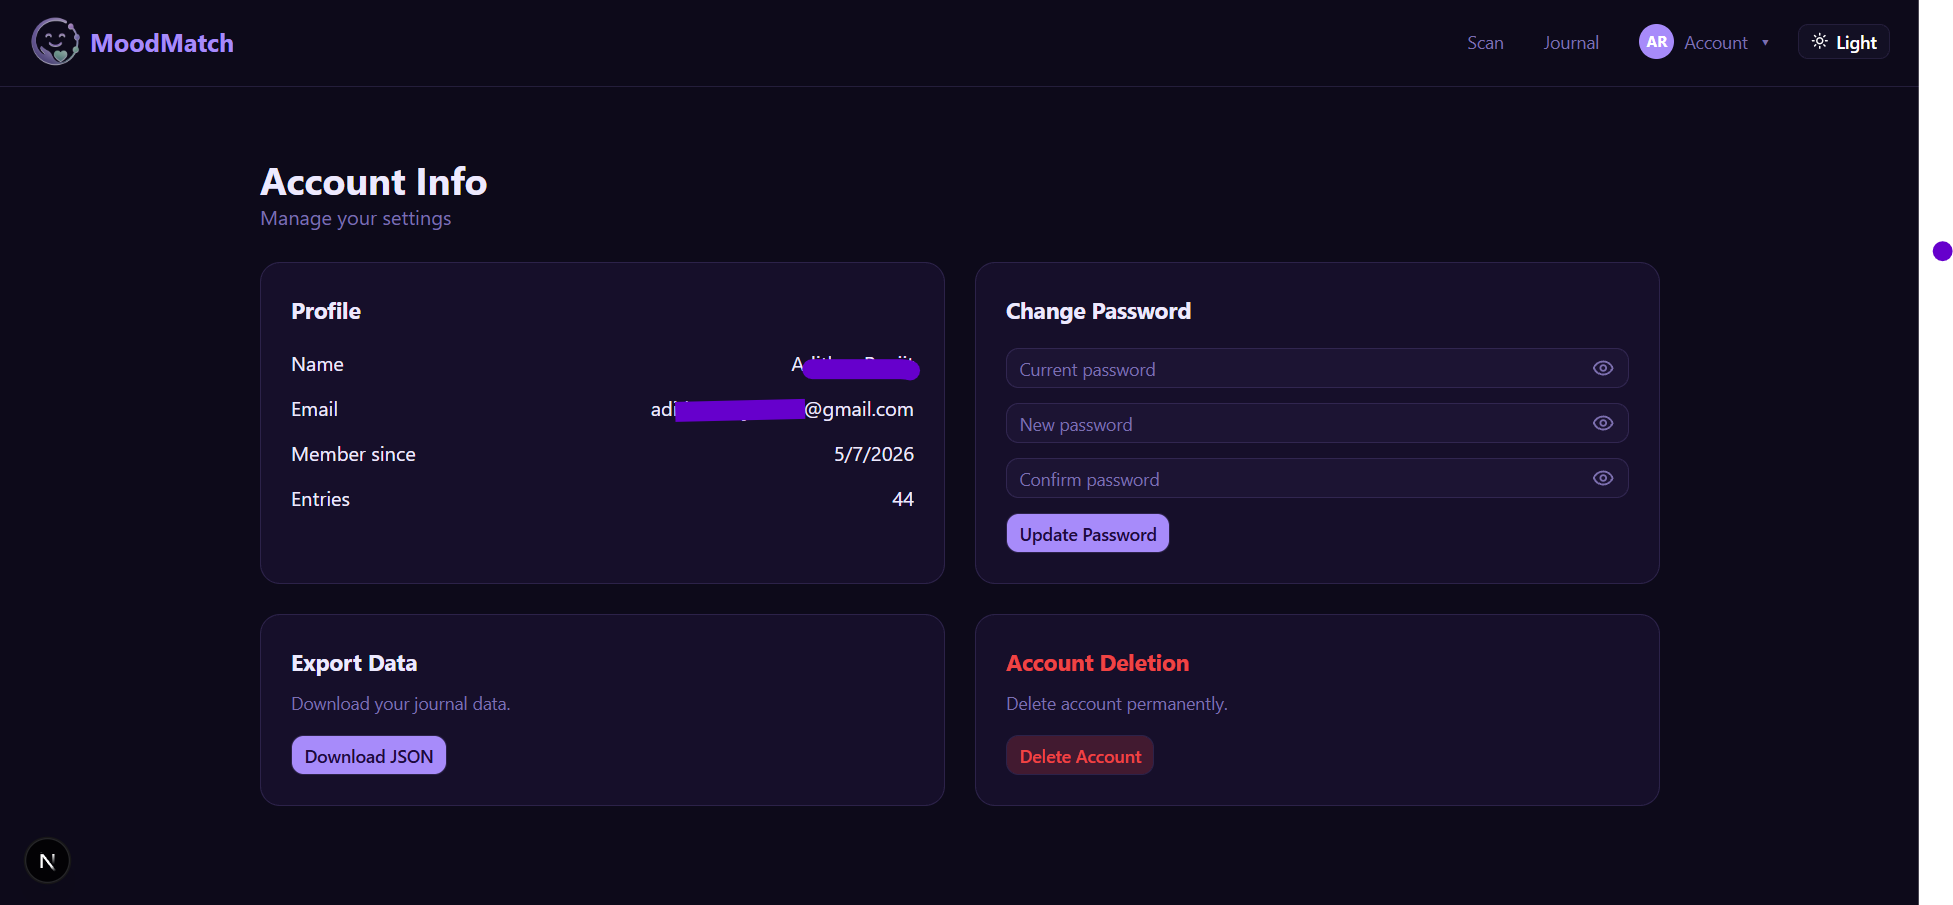 MoodMatch
Scan
Journal
AR
Account
Light
Account Info
Manage your settings
Profile
Name
Email @gmail.com
Member since 5/7/2026
Entries 44
Change Password
Current password
New password
Confirm password
Update Password
Export Data
Download your journal data.
Download JSON
Account Deletion
Delete account permanently.
Delete Account
N